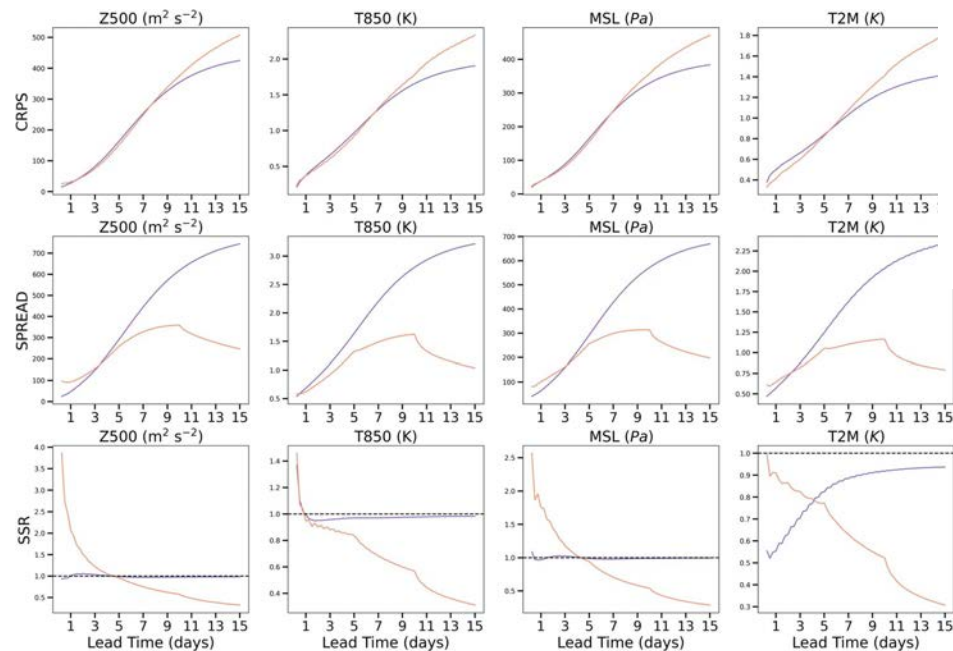 Z500 (m² s⁻²) T850 (K) MSL (Pa) T2M (K)
CRPS
500 400 300 200 100 0
2.0 1.5 1.0 0.5
400 300 200 100 0
1.8 1.6 1.4 1.2 1.0 0.8 0.6 0.4
1 3 5 7 9 11 13 15 1 3 5 7 9 11 13 15 1 3 5 7 9 11 13 15 1 3 5 7 9 11 13 15
Z500 (m² s⁻²) T850 (K) MSL (Pa) T2M (K)
SPREAD
700 600 500 400 300 200 100 0
3.0 2.5 2.0 1.5 1.0 0.5
700 600 500 400 300 200 100
2.25 2.00 1.75 1.50 1.25 1.00 0.75 0.50
1 3 5 7 9 11 13 15 1 3 5 7 9 11 13 15 1 3 5 7 9 11 13 15 1 3 5 7 9 11 13 15
Z500 (m² s⁻²) T850 (K) MSL (Pa) T2M (K)
SSR
4.0 3.5 3.0 2.5 2.0 1.5 1.0 0.5
1.4 1.2 1.0 0.8 0.6 0.4
2.5 2.0 1.5 1.0 0.5
1.0 0.9 0.8 0.7 0.6 0.5 0.4 0.3
1 3 5 7 9 11 13 15 1 3 5 7 9 11 13 15 1 3 5 7 9 11 13 15 1 3 5 7 9 11 13 15
Lead Time (days) Lead Time (days) Lead Time (days) Lead Time (days)